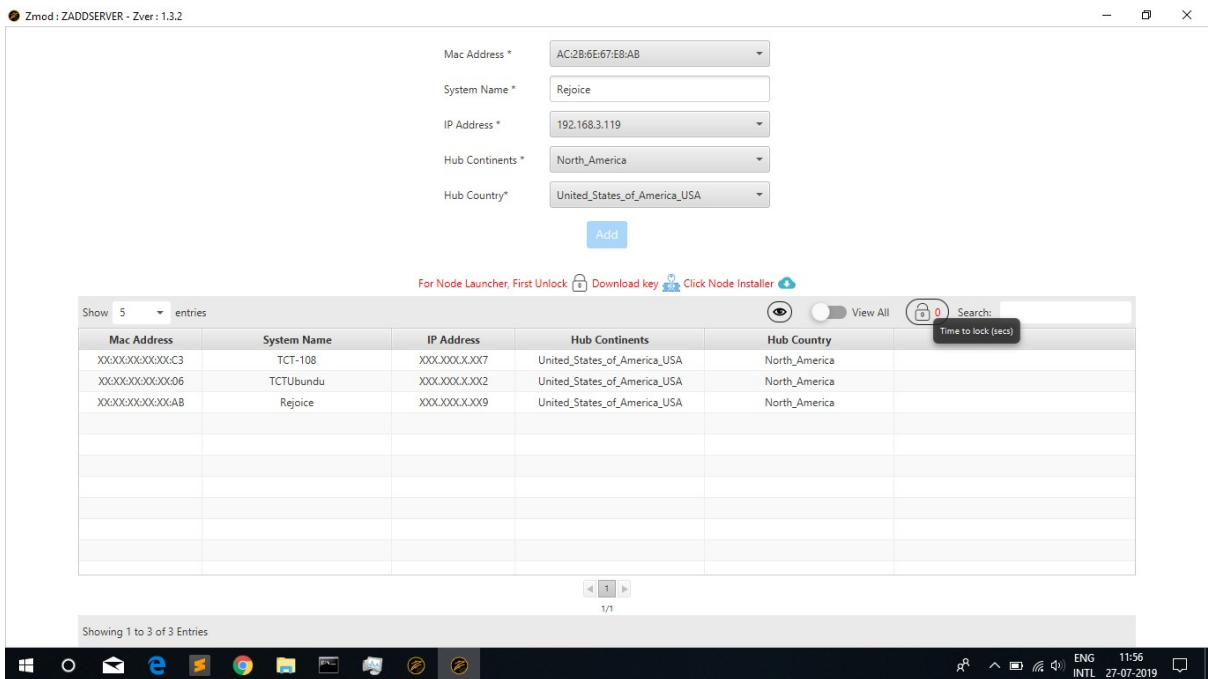 Zmod : ZADDSERVER - Zver : 1.3.2
Mac Address * AC:2B:6E:67:E8:AB
System Name * Rejoice
IP Address * 192.168.3.119
Hub Continents * North_America
Hub Country* United_States_of_America_USA
Add
For Node Launcher, First Unlock Download key Click Node Installer
Show 5 entries View All 0 Search:
Time to lock (secs)
Mac Address System Name IP Address Hub Continents Hub Country
XX:XX:XX:XX:XX:C3 TCT-108 XXX.XXX.X.XX7 United_States_of_America_USA North_America
XX:XX:XX:XX:XX:06 TCTUbundu XXX.XXX.X.XX2 United_States_of_America_USA North_America
XX:XX:XX:XX:XX:AB Rejoice XXX.XXX.X.XX9 United_States_of_America_USA North_America
1
1/1
Showing 1 to 3 of 3 Entries
ENG 11:56
INTL 27-07-2019